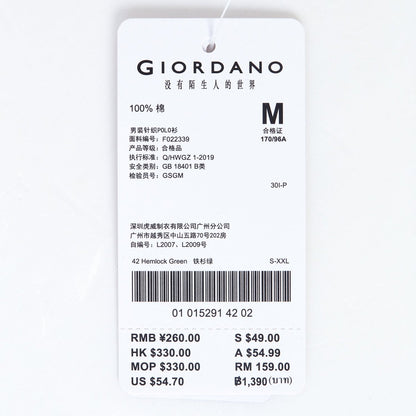 GIORDANO
没有陌生人的世界
100% 棉
M
男装针织POLO衫
合格证
面料编号: F022339
170/96A
产品等级: 合格品
执行标准: Q/HWGZ 1-2019
安全类别: GB 18401 B类
检验员号: GSGM
30I-P
深圳虎威制衣有限公司广州分公司
广州市越秀区中山五路70号202房
自编号: L2007、L2009号
42 Hemlock Green 铁杉绿 S-XXL
01 015291 42 02
RMB ¥260.00 S $49.00
HK $330.00 A $54.99
MOP $330.00 RM 159.00
US $54.70 ฿1,390 (บาท)